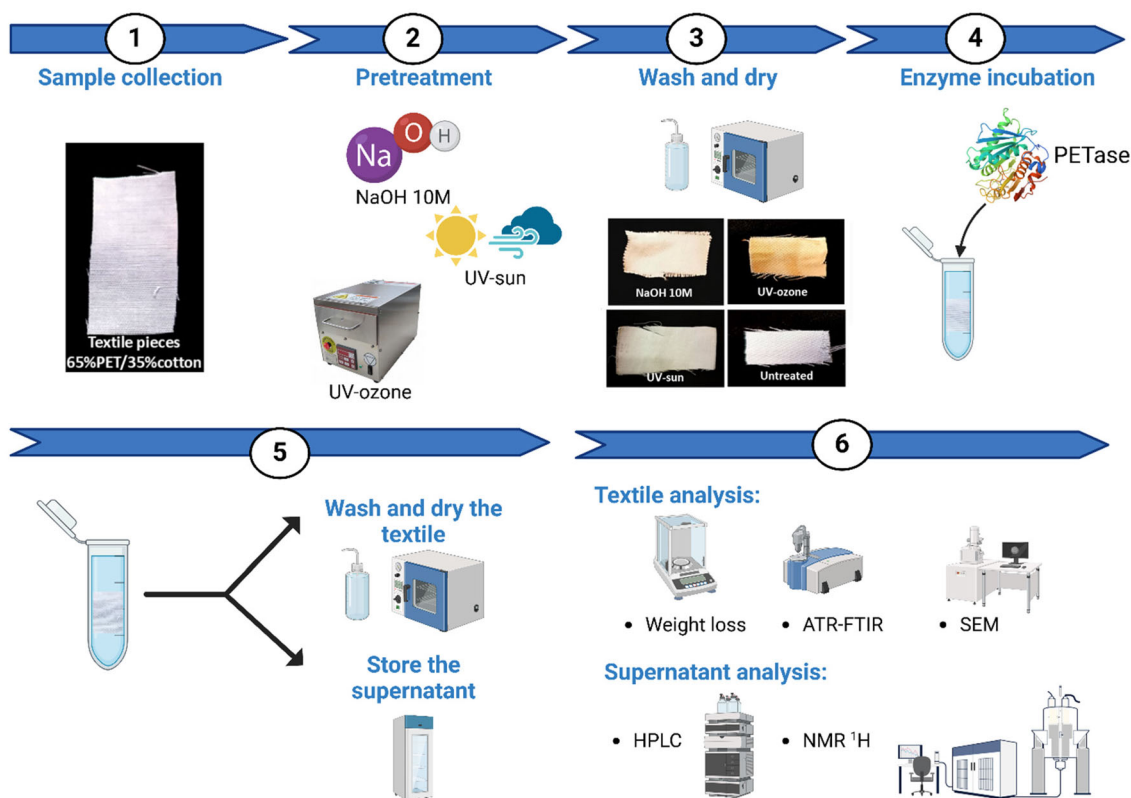 1
Sample collection
Textile pieces
65%PET/35%cotton
2
Pretreatment
Na O H
NaOH 10M
UV-sun
UV-ozone
3
Wash and dry
NaOH 10M
UV-ozone
UV-sun
Untreated
4
Enzyme incubation
PETase
5
Wash and dry the
textile
Store the
supernatant
6
Textile analysis:
• Weight loss
• ATR-FTIR
• SEM
Supernatant analysis:
• HPLC
• NMR ¹H